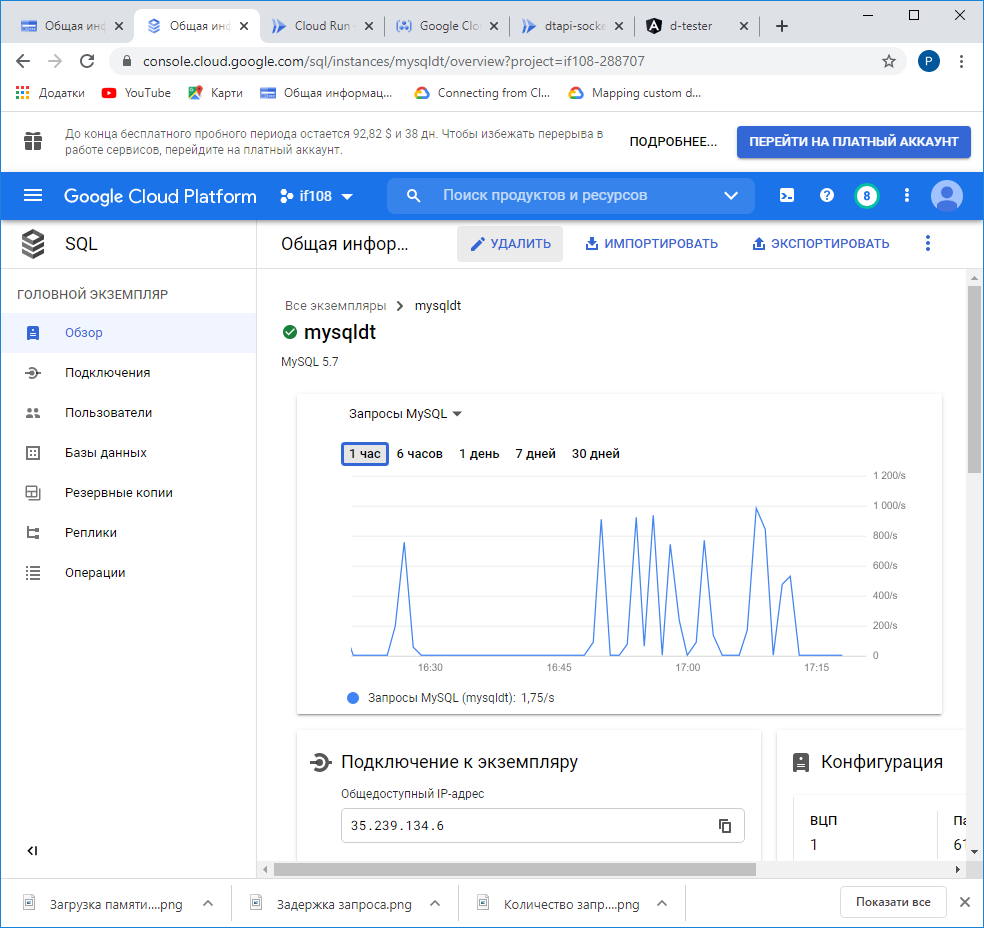 Общая инф
Общая инф
Cloud Run -
Google Clo
dtapi-socke
d-tester
console.cloud.google.com/sql/instances/mysqldt/overview?project=if108-288707
P
Додатки
YouTube
Карти
Общая информац...
Connecting from Cl...
Mapping custom d...
До конца бесплатного пробного периода остается 92,82 $ и 38 дн. Чтобы избежать перерыва в
работе сервисов, перейдите на платный аккаунт.
ПОДРОБНЕЕ...
ПЕРЕЙТИ НА ПЛАТНЫЙ АККАУНТ
Google Cloud Platform
if108
Поиск продуктов и ресурсов
8
SQL
Общая инфор...
УДАЛИТЬ
ИМПОРТИРОВАТЬ
ЭКСПОРТИРОВАТЬ
ГОЛОВНОЙ ЭКЗЕМПЛЯР
Обзор
Подключения
Пользователи
Базы данных
Резервные копии
Реплики
Операции
Все экземпляры
mysqldt
mysqldt
MySQL 5.7
Запросы MySQL
1 час
6 часов
1 день
7 дней
30 дней
1 200/s
1 000/s
800/s
600/s
400/s
200/s
0
16:30
16:45
17:00
17:15
Запросы MySQL (mysqldt): 1,75/s
Подключение к экземпляру
Общедоступный IP-адрес
35.239.134.6
Конфигурация
ВЦП
1
Па
61
Загрузка памяти....png
Задержка запроса.png
Количество запр....png
Показати все